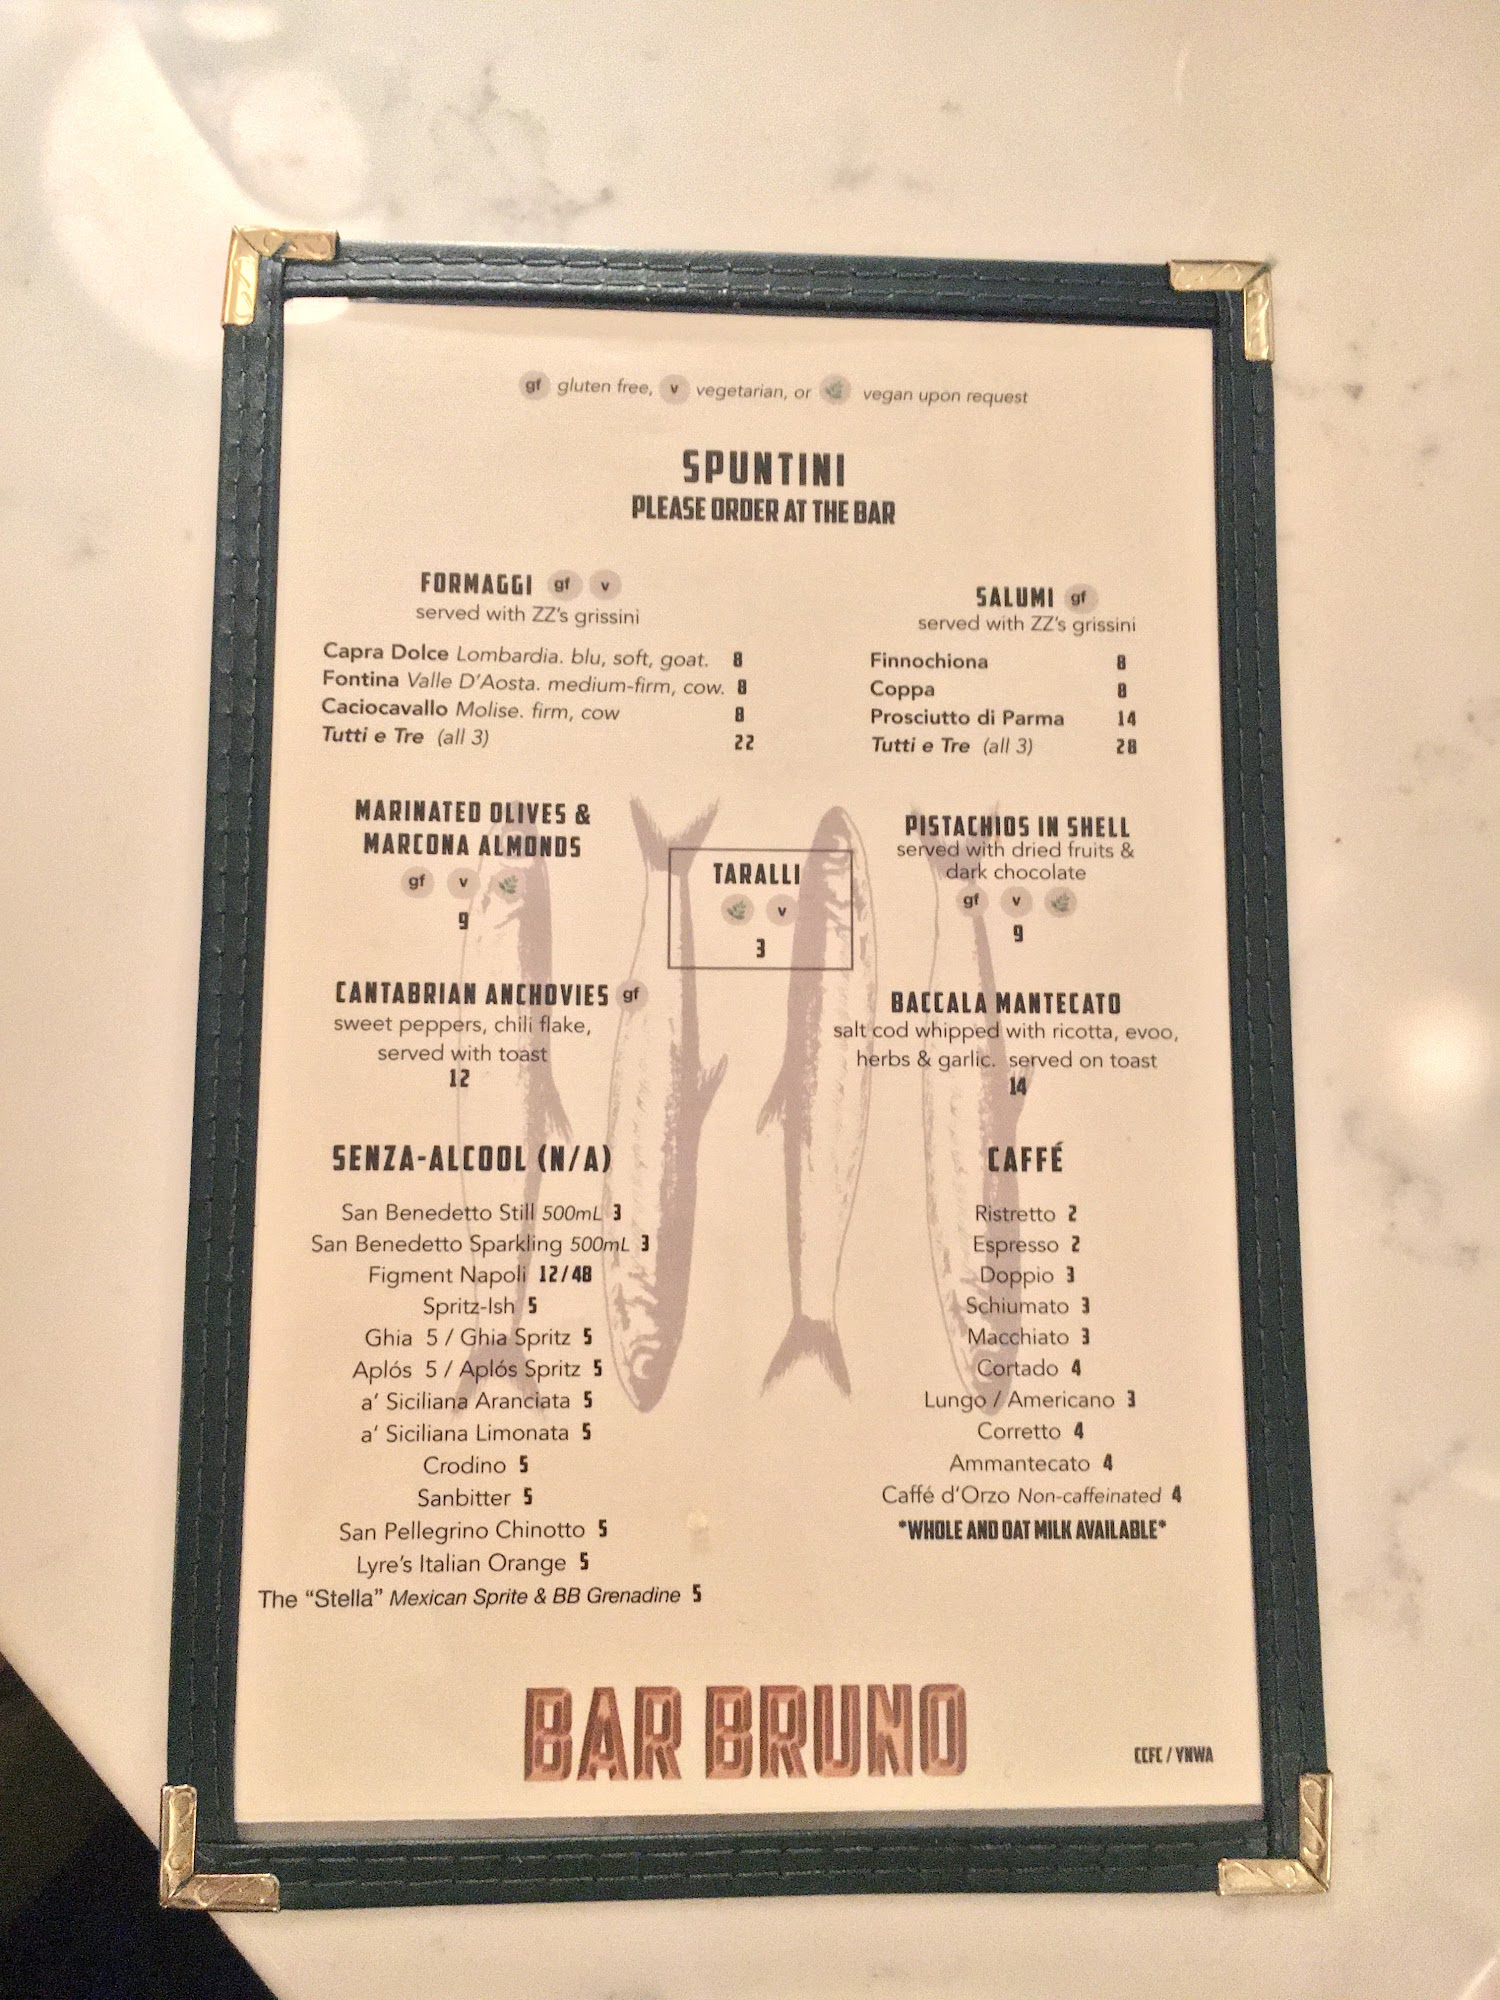 gf gluten free, v vegetarian, or vegan upon request
SPUNTINI
PLEASE ORDER AT THE BAR
FORMAGGI gf v
served with ZZ's grissini
Capra Dolce Lombardia. blu, soft, goat. 8
Fontina Valle D'Aosta. medium-firm, cow. 8
Caciocavallo Molise. firm, cow 8
Tutti e Tre (all 3) 22
SALUMI gf
served with ZZ's grissini
Finnochiona 8
Coppa 8
Prosciutto di Parma 14
Tutti e Tre (all 3) 28
MARINATED OLIVES &
MARCONA ALMONDS
gf v
9
TARALLI
v
3
PISTACHIOS IN SHELL
served with dried fruits &
dark chocolate
gf v
9
CANTABRIAN ANCHOVIES gf
sweet peppers, chili flake,
served with toast
12
BACCALA MANTECATO
salt cod whipped with ricotta, evoo,
herbs & garlic. served on toast
14
SENZA-ALCOOL (N/A)
San Benedetto Still 500mL 3
San Benedetto Sparkling 500mL 3
Figment Napoli 12/48
Spritz-Ish 5
Ghia 5 / Ghia Spritz 5
Aplós 5 / Aplós Spritz 5
a' Siciliana Aranciata 5
a' Siciliana Limonata 5
Crodino 5
Sanbitter 5
San Pellegrino Chinotto 5
Lyre's Italian Orange 5
The "Stella" Mexican Sprite & BB Grenadine 5
CAFFÉ
Ristretto 2
Espresso 2
Doppio 3
Schiumato 3
Macchiato 3
Cortado 4
Lungo / Americano 3
Corretto 4
Ammantecato 4
Caffé d'Orzo Non-caffeinated 4
*WHOLE AND OAT MILK AVAILABLE*
BAR BRUNO
CCFC / VNWA